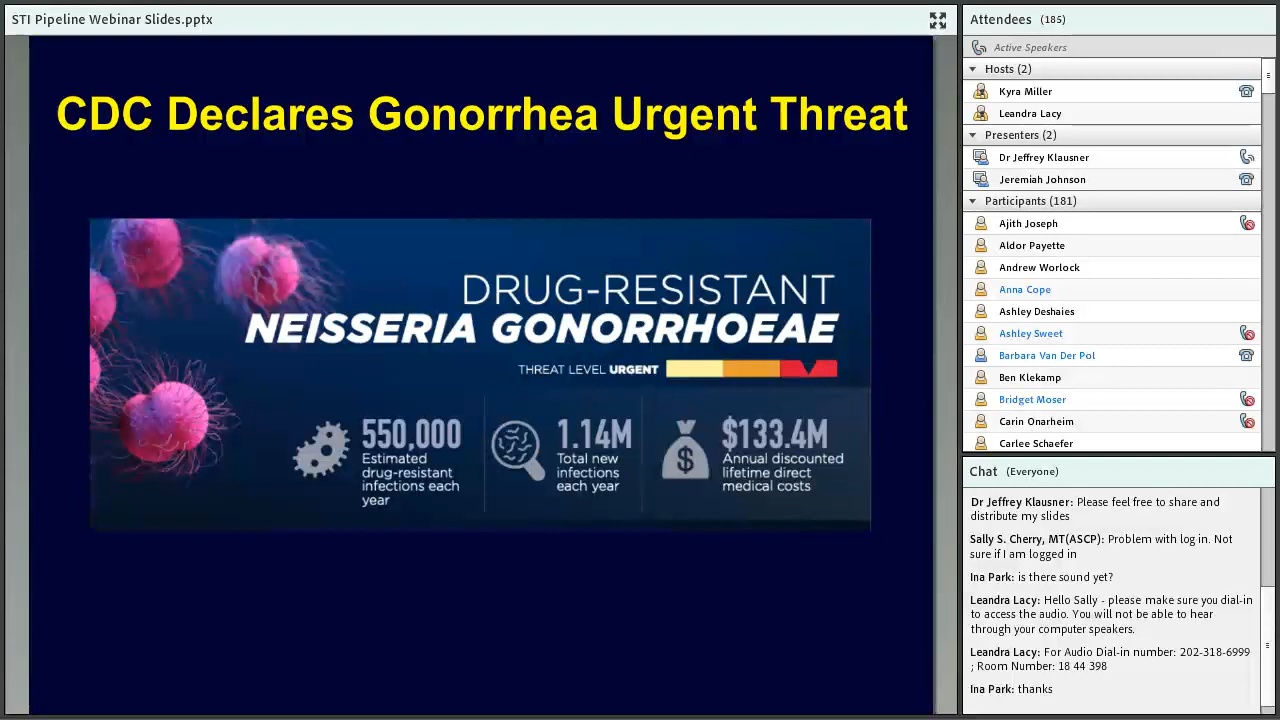 STI Pipeline Webinar Slides.pptx
CDC Declares Gonorrhea Urgent Threat
DRUG-RESISTANT
NEISSERIA GONORRHOEAE
THREAT LEVEL URGENT
550,000
Estimated
drug-resistant
infections each
year
1.14M
Total new
infections
each year
$133.4M
Annual discounted
lifetime direct
medical costs
Attendees (185)
Active Speakers
Hosts (2)
Kyra Miller
Leandra Lacy
Presenters (2)
Dr Jeffrey Klausner
Jeremiah Johnson
Participants (181)
Ajith Joseph
Aldor Payette
Andrew Worlock
Anna Cope
Ashley Deshaies
Ashley Sweet
Barbara Van Der Pol
Ben Klekamp
Bridget Moser
Carin Onarheim
Carlee Schaefer
Chat (Everyone)
Dr Jeffrey Klausner: Please feel free to share and
distribute my slides
Sally S. Cherry, MT(ASCP): Problem with log in. Not
sure if I am logged in
Ina Park: is there sound yet?
Leandra Lacy: Hello Sally - please make sure you dial-in
to access the audio. You will not be able to hear
through your computer speakers.
Leandra Lacy: For Audio Dial-in number: 202-318-6999
; Room Number: 18 44 398
Ina Park: thanks